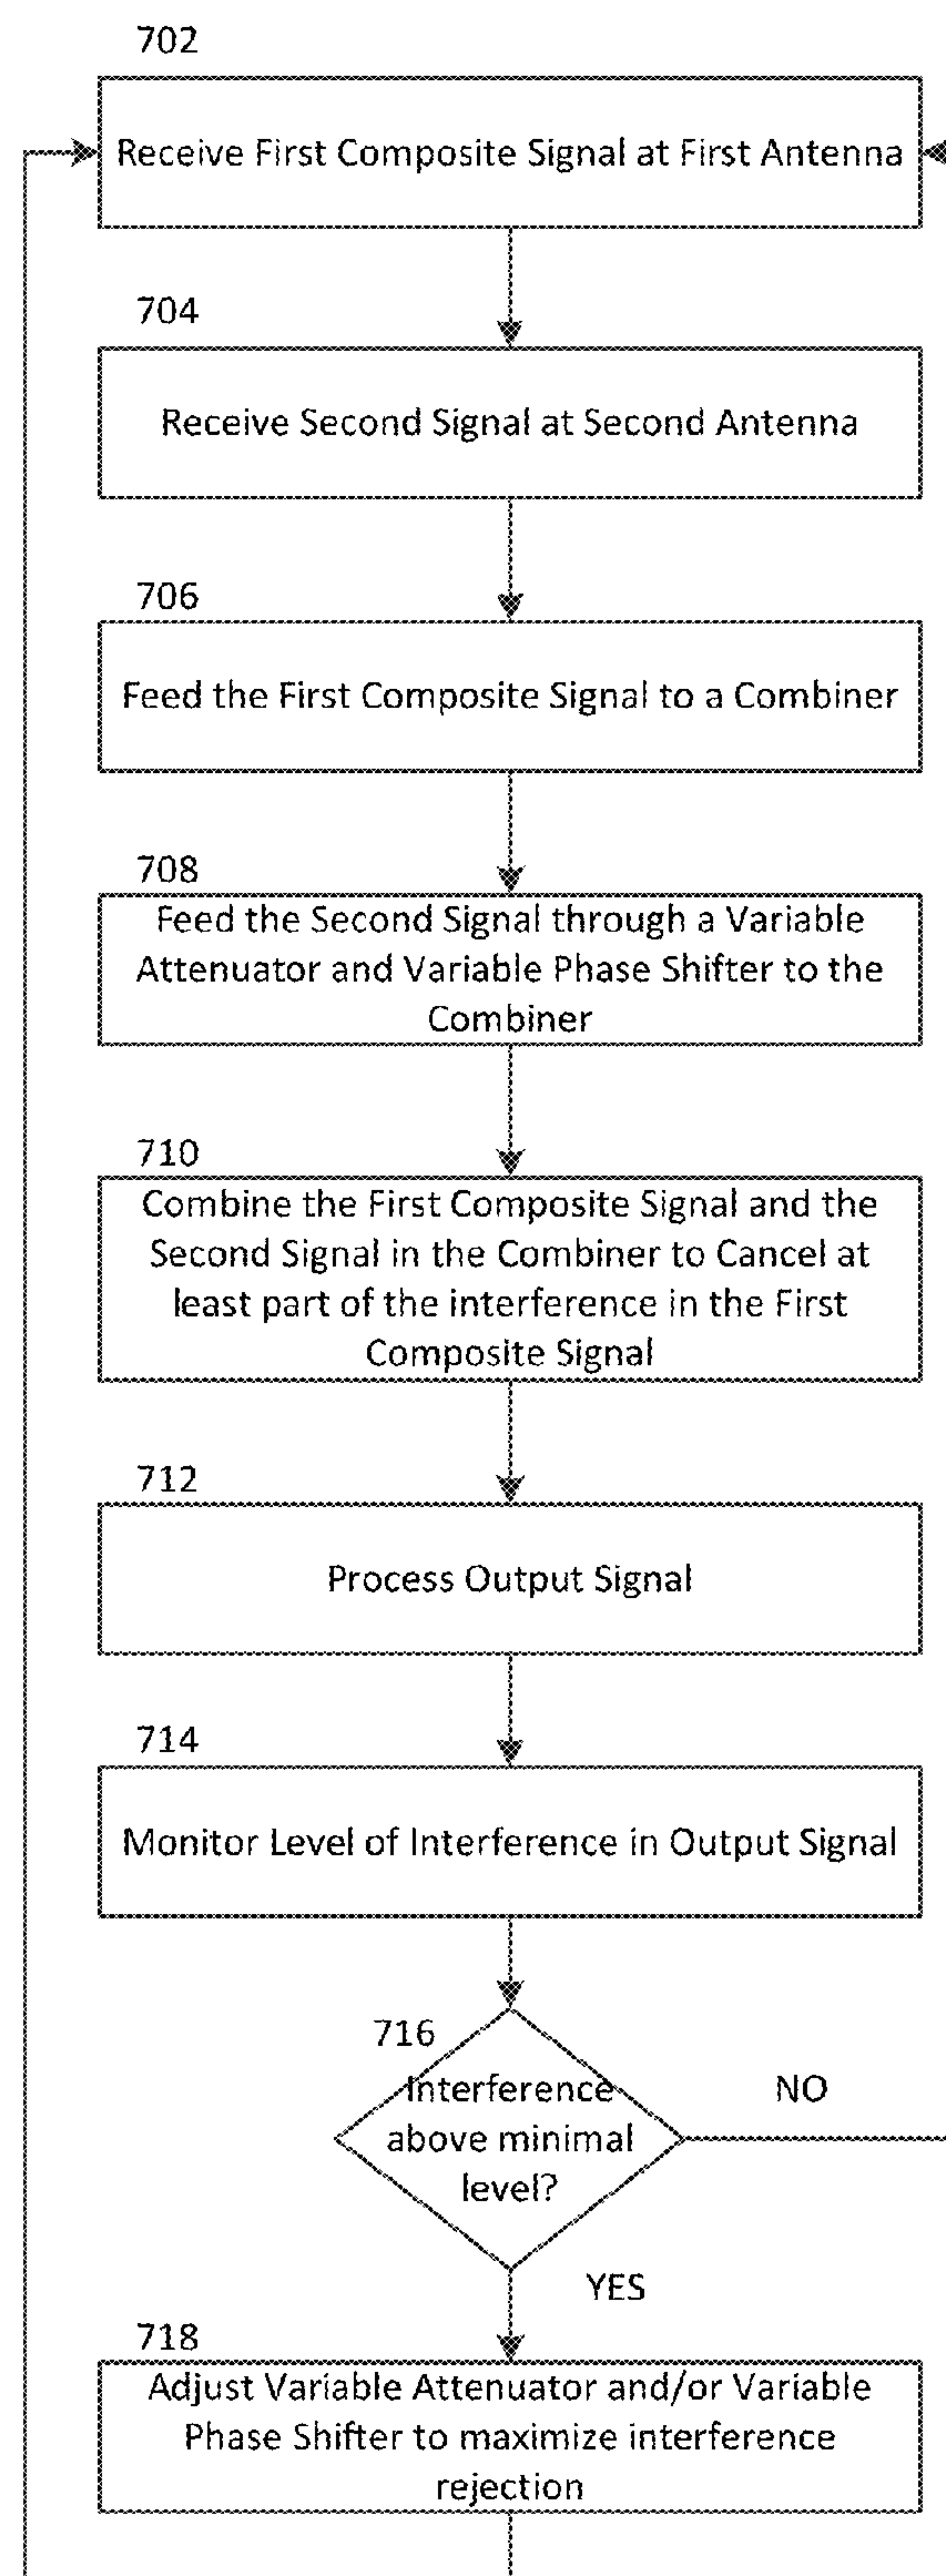 702
Receive First Composite Signal at First Antenna
704
Receive Second Signal at Second Antenna
706
Feed the First Composite Signal to a Combiner
708
Feed the Second Signal through a Variable
Attenuator and Variable Phase Shifter to the
Combiner
710
Combine the First Composite Signal and the
Second Signal in the Combiner to Cancel at
least part of the interference in the First
Composite Signal
712
Process Output Signal
714
Monitor Level of Interference in Output Signal
716
Interference
above minimal
level?
NO
YES
718
Adjust Variable Attenuator and/or Variable
Phase Shifter to maximize interference
rejection